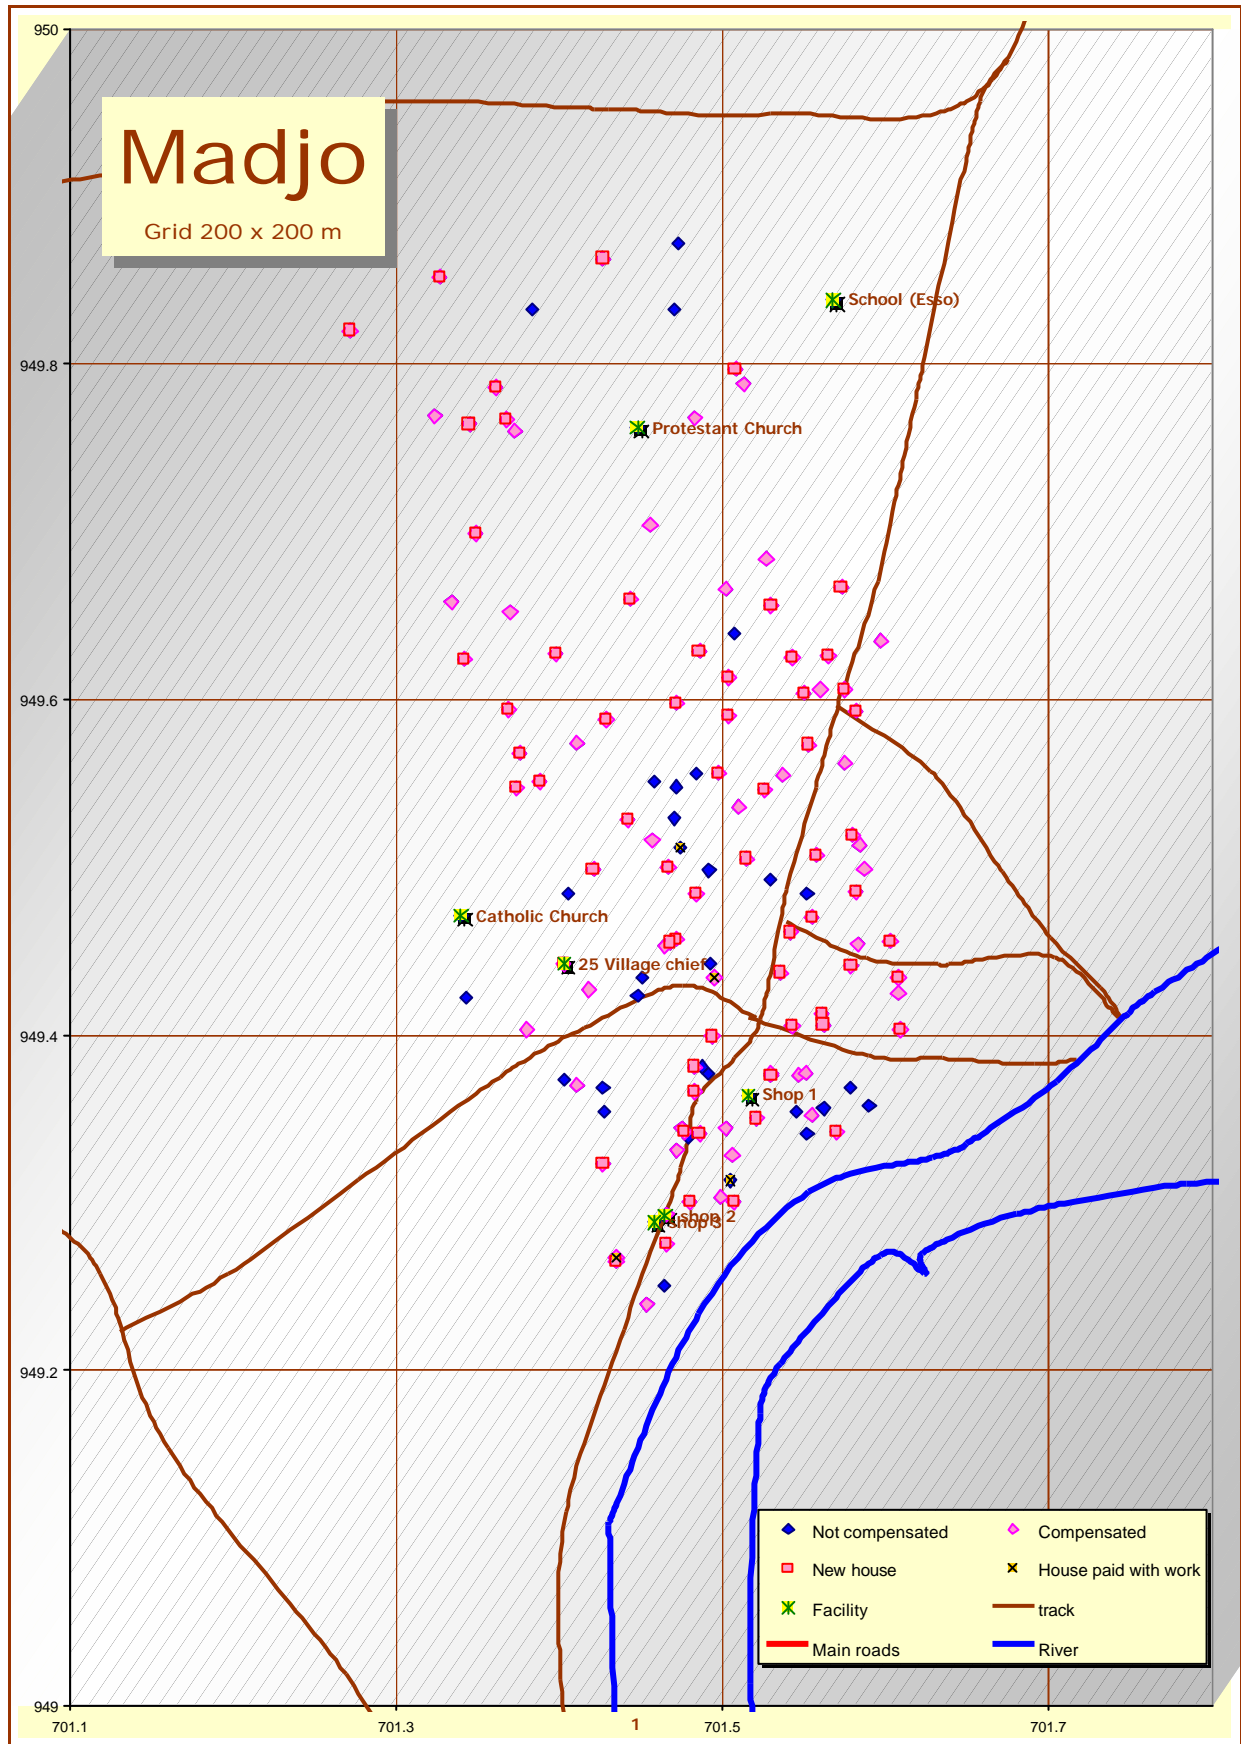 950
Madjo
Grid 200 x 200 m
School (Esso)
949.8
Protestant Church
949.6
Catholic Church
25 Village chief
949.4
Shop 1
shop 2
shop 3
949.2
Not compensated
Compensated
New house
House paid with work
Facility
track
Main roads
River
949
701.1
701.3
1
701.5
701.7